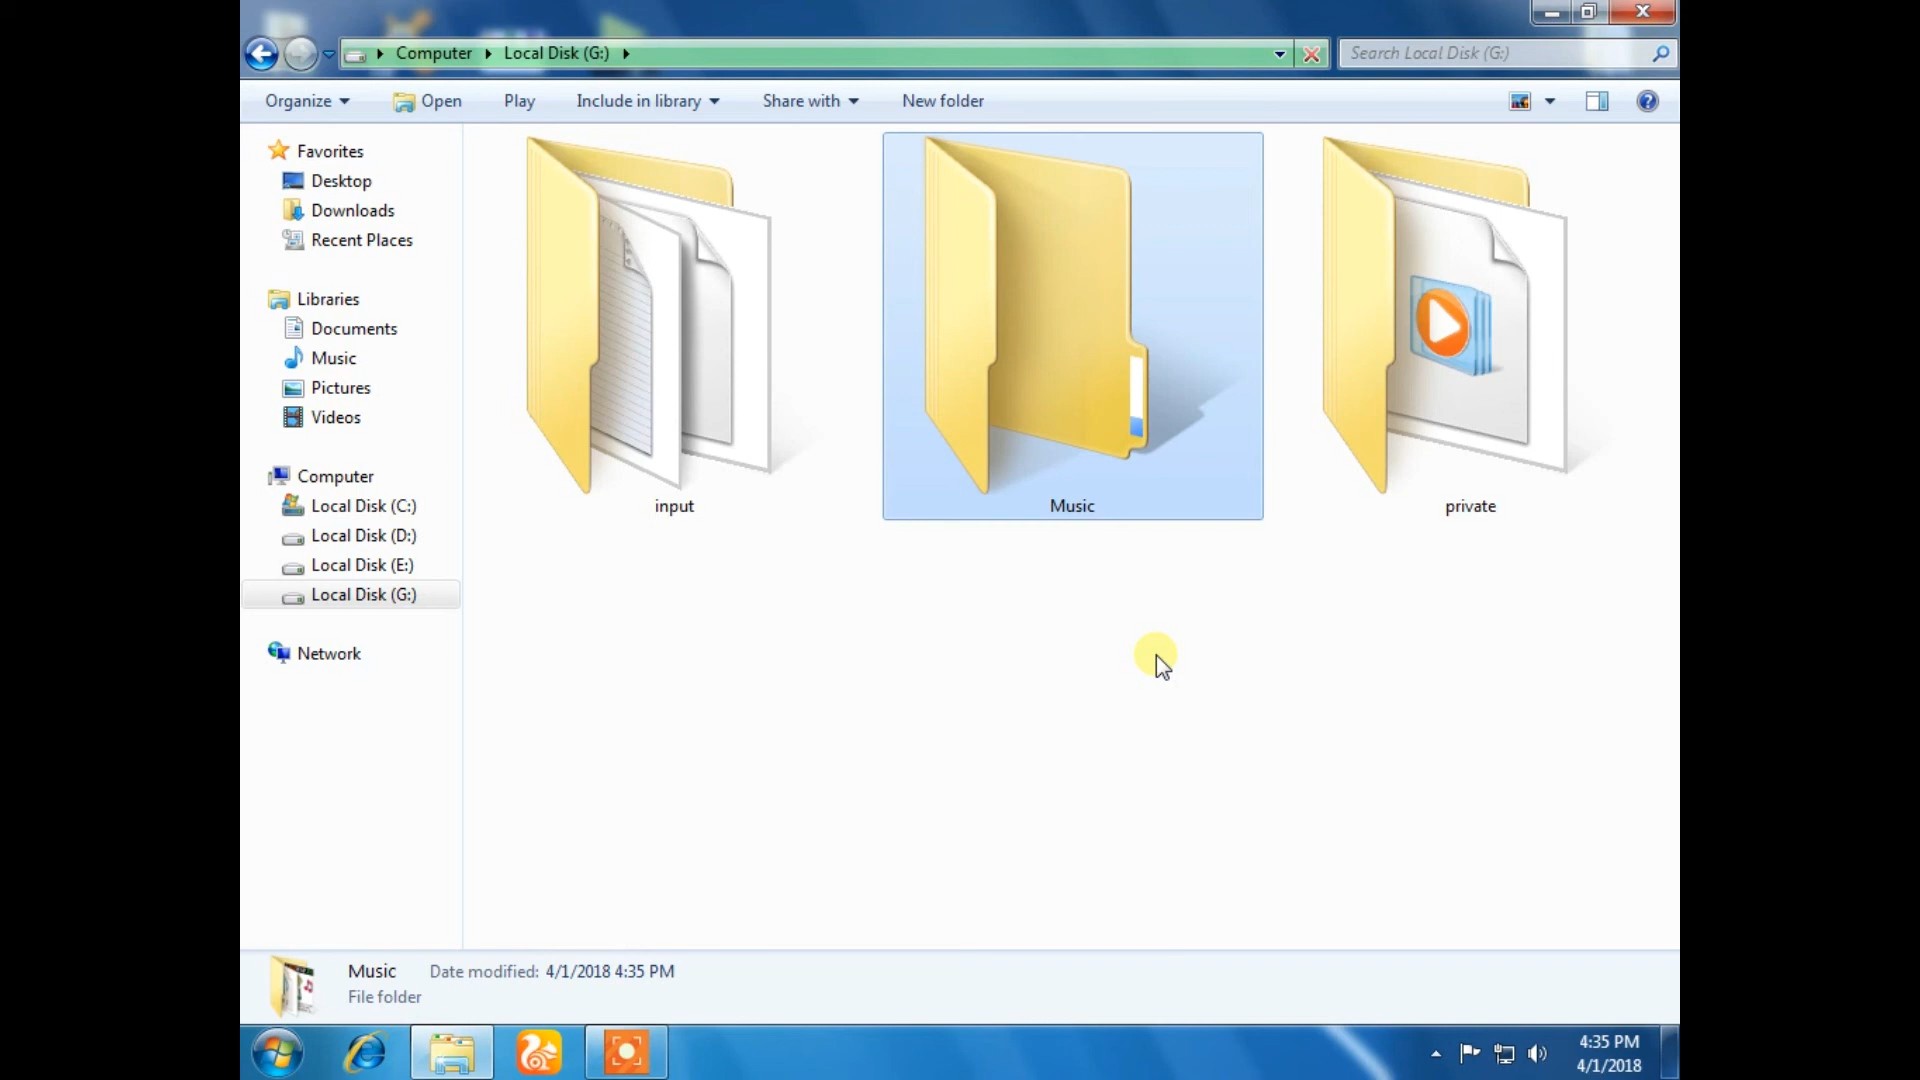 Computer Local Disk (G:)
Search Local Disk (G:)
Organize Open Play Include in library Share with New folder
Favorites
Desktop
Downloads
Recent Places
Libraries
Documents
Music
Pictures
Videos
Computer
Local Disk (C:)
Local Disk (D:)
Local Disk (E:)
Local Disk (G:)
Network
input Music private
Music Date modified: 4/1/2018 4:35 PM
File folder
4:35 PM
4/1/2018